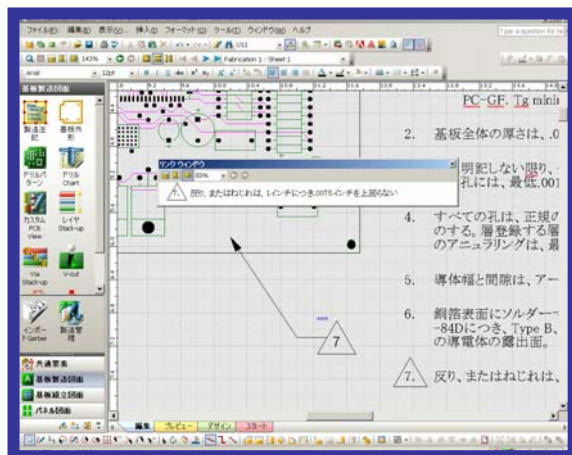 ファイル(F) 編集(E) 表示(V)... 挿入(I) フォーマット(O) ツール(T) ウィンドウ(W) ヘルプ
Type a question for he
U11
143% Fabrication 1 : Sheet 1
Arial 12pt
基板製造図面
製造注記
基板外形
ドリルパターン
ドリル Chart
カスタム PCB View
レイヤ Stack-up
Via Stack-up
V-cut
インポートGerber
製造管理
共通要素
基板製造図面
基板組立図面
パネル図面
PC-GF. Tg mini
2. 基板全体の厚さは、.0
明記しない限り、
孔には、最低.001
リンク ウィンドウ
83%
7. 反り、またはねじれは、1インチにつき.0075インチを上回らない
4. すべての孔は、正規の
のする。層登録する層
のアニュラリングは、最
5. 導体幅と間隙は、アー
6. 銅箔表面にソルダー
-84Dにつき、Type B、
の導電体の露出面。
7
7. 反り、またはねじれは、
編集 プレビュー デザイン スタート